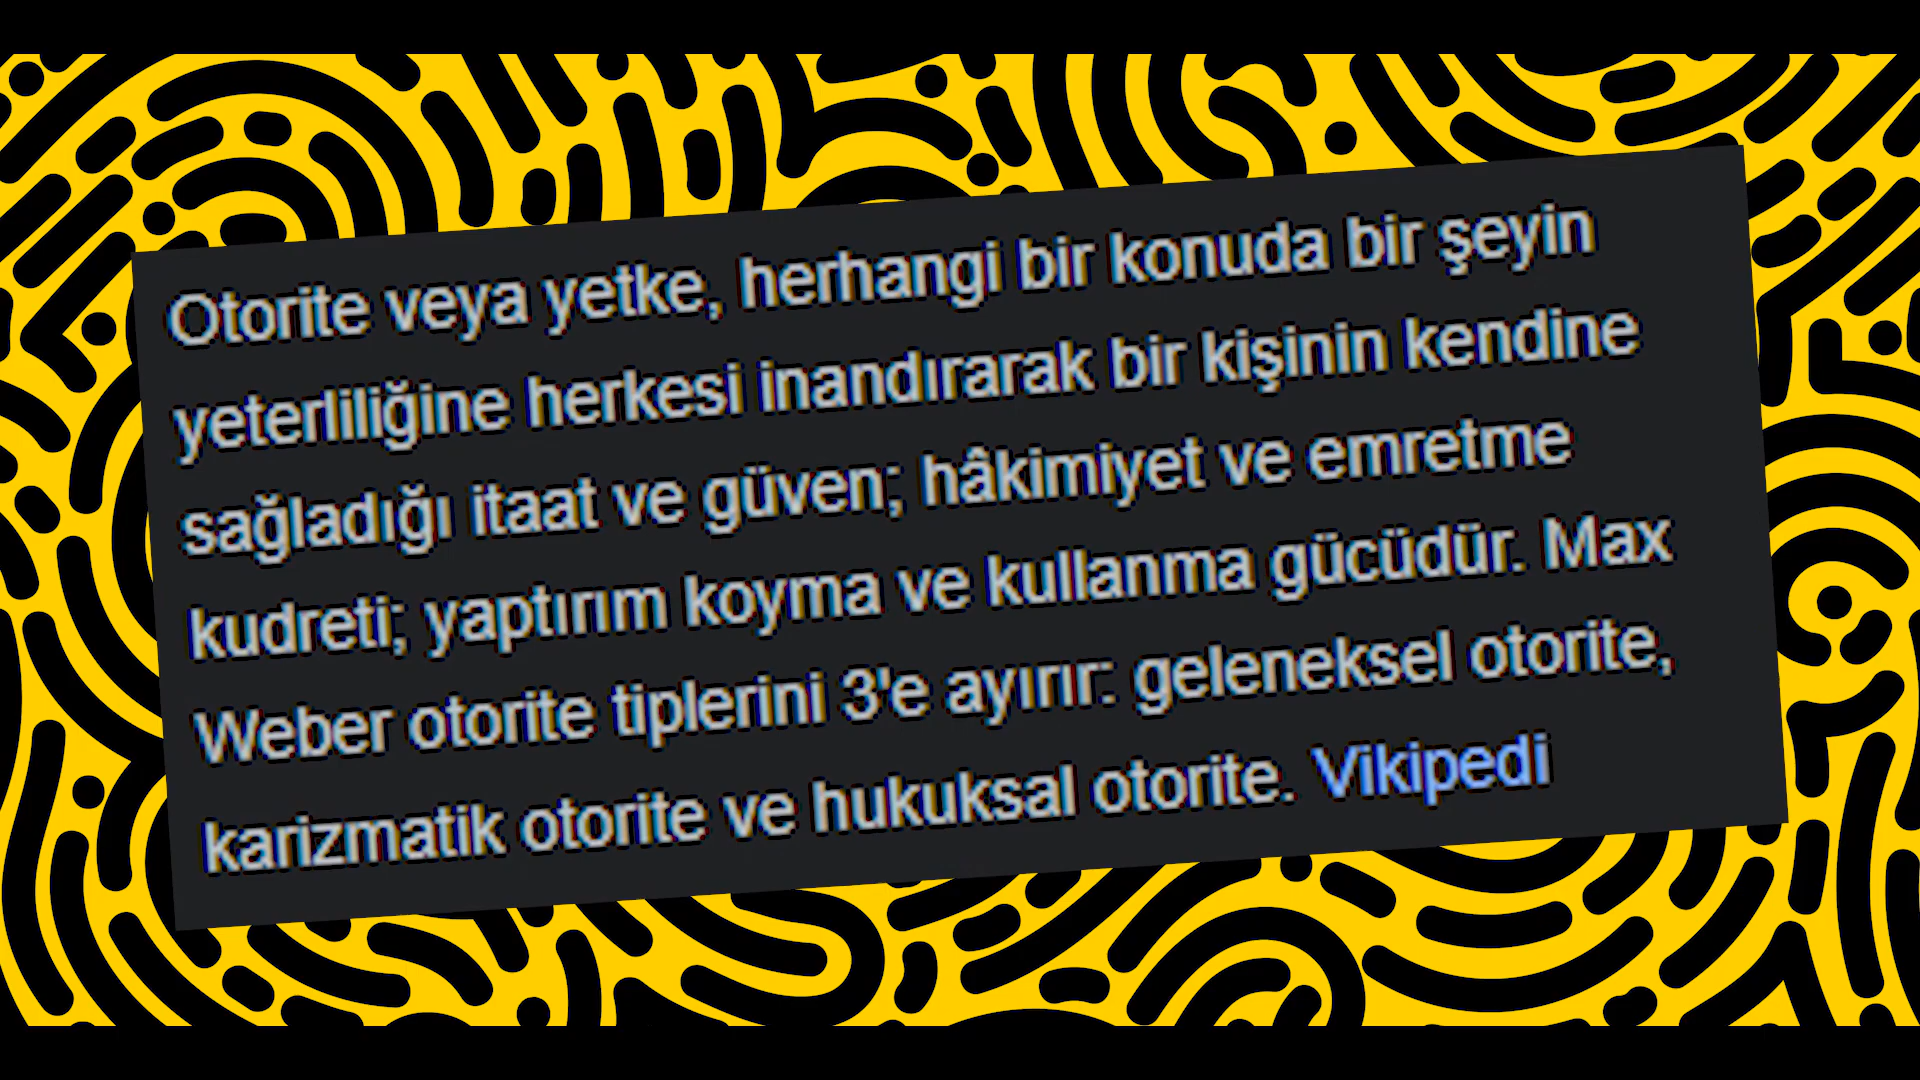 Otorite veya yetke, herhangi bir konuda bir şeyin
yeterliliğine herkesi inandırarak bir kişinin kendine
sağladığı itaat ve güven; hâkimiyet ve emretme
kudreti; yaptırım koyma ve kullanma gücüdür. Max
Weber otorite tiplerini 3'e ayırır: geleneksel otorite,
karizmatik otorite ve hukuksal otorite. Vikipedi